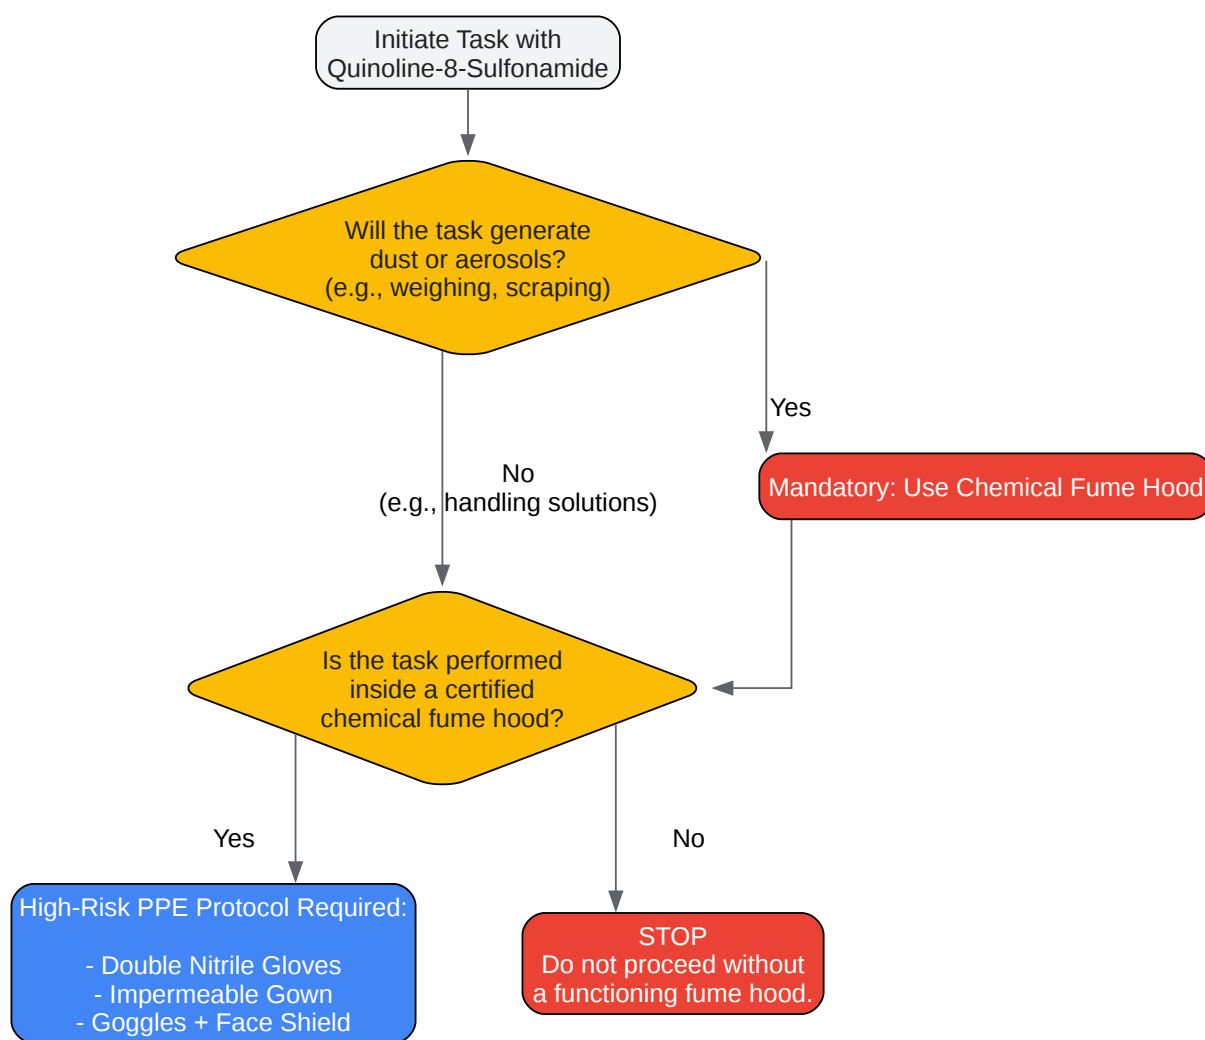 Initiate Task with
Quinoline-8-Sulfonamide
Will the task generate
dust or aerosols?
(e.g., weighing, scraping)
Yes
No
(e.g., handling solutions)
Mandatory: Use Chemical Fume Hood
Is the task performed
inside a certified
chemical fume hood?
Yes
No
High-Risk PPE Protocol Required:
- Double Nitrile Gloves
- Impermeable Gown
- Goggles + Face Shield
STOP
Do not proceed without
a functioning fume hood.